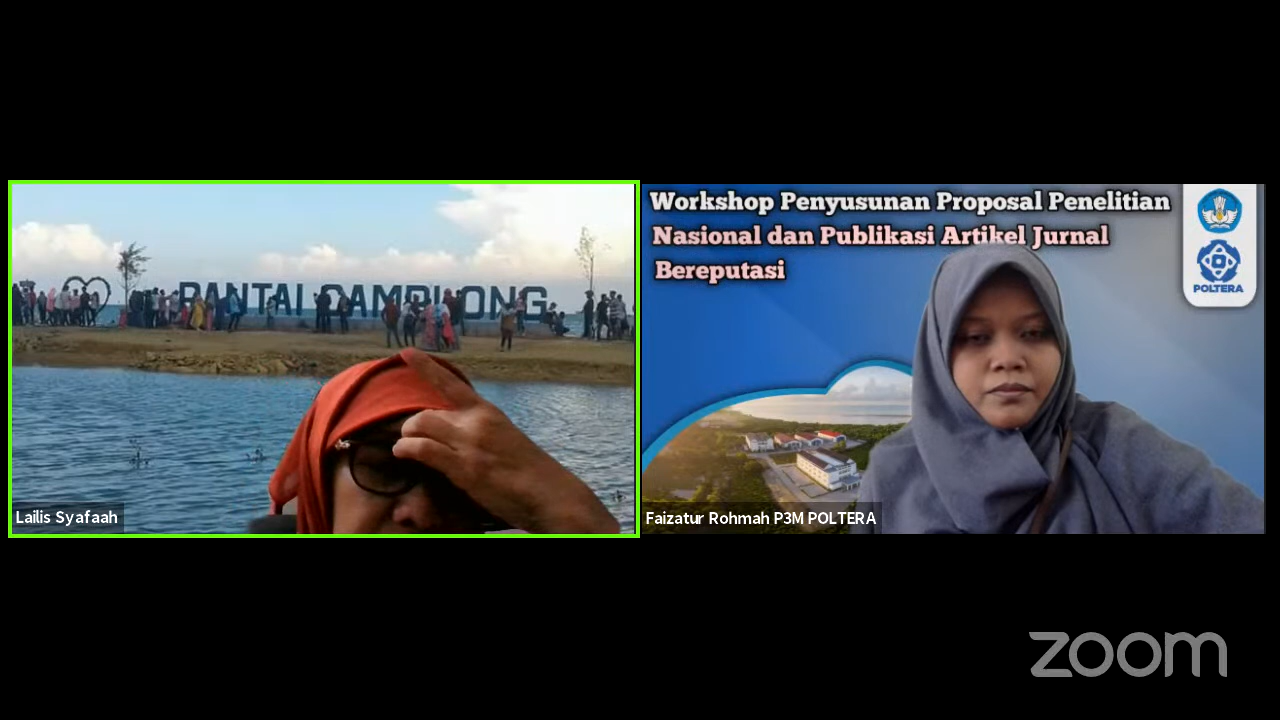 PANTAI CAMPLONG
Lailis Syafaah
Workshop Penyusunan Proposal Penelitian
Nasional dan Publikasi Artikel Jurnal
Bereputasi
POLTERA
Faizatur Rohmah P3M POLTERA
zoom